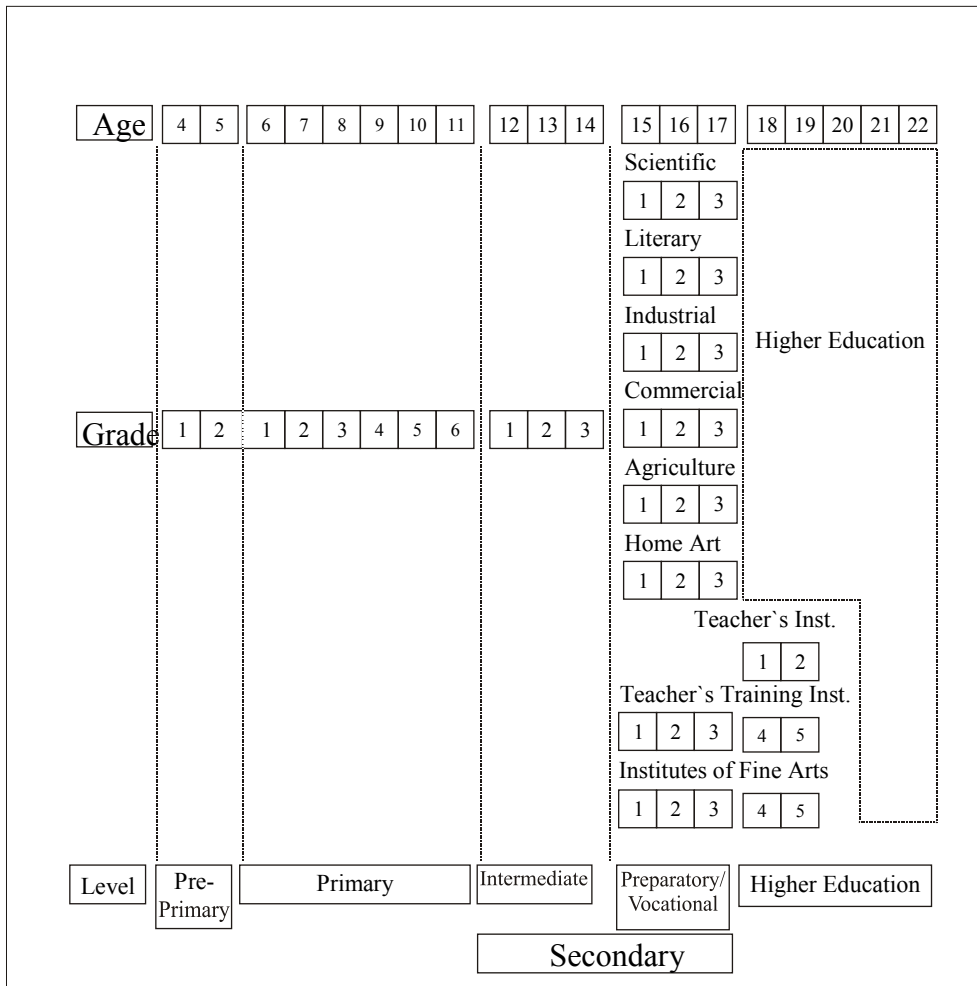 Age 4 5 6 7 8 9 10 11 12 13 14 15 16 17 18 19 20 21 22
Scientific
1 2 3
Literary
1 2 3
Industrial
1 2 3
Higher Education
Commercial
Grade 1 2 1 2 3 4 5 6 1 2 3 1 2 3
Agriculture
1 2 3
Home Art
1 2 3
Teacher`s Inst.
1 2
Teacher`s Training Inst.
1 2 3 4 5
Institutes of Fine Arts
1 2 3 4 5
Level
Pre-
Primary
Primary
Intermediate
Preparatory/
Vocational
Higher Education
Secondary